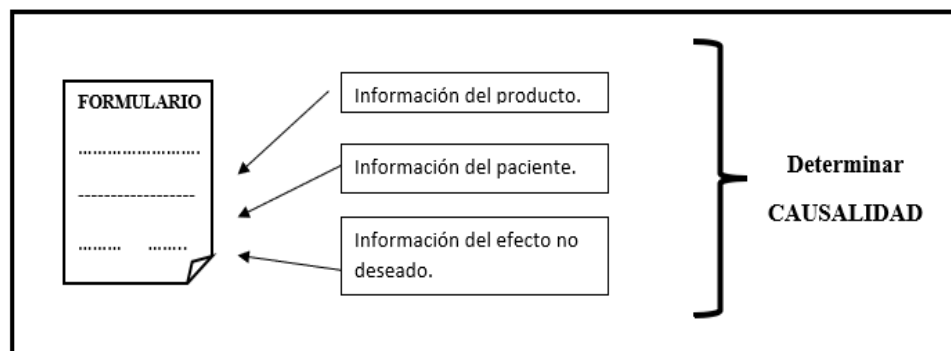 FORMULARIO
Información del producto.
Información del paciente.
Información del efecto no
deseado.
Determinar
CAUSALIDAD